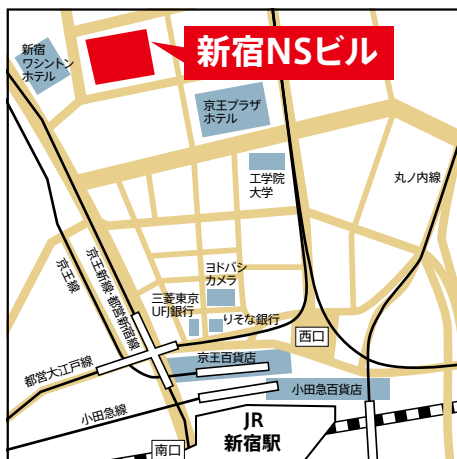 新宿
ワシントン
ホテル
新宿NSビル
京王プラザ
ホテル
工学院
大学
丸ノ内線
京王線
京王新線・都営新宿線
ヨドバシ
カメラ
三菱東京
UFJ銀行
りそな銀行
西口
都営大江戸線
京王百貨店
小田急百貨店
小田急線
JR
新宿駅
南口